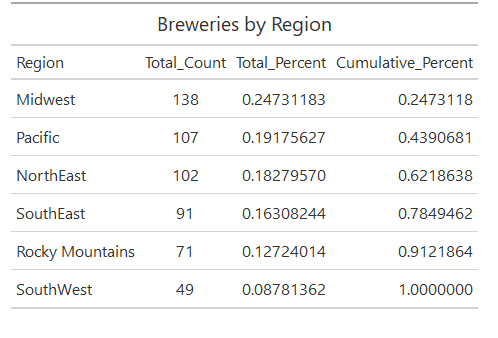 Breweries by Region
Region Total_Count Total_Percent Cumulative_Percent
Midwest 138 0.24731183 0.2473118
Pacific 107 0.19175627 0.4390681
NorthEast 102 0.18279570 0.6218638
SouthEast 91 0.16308244 0.7849462
Rocky Mountains 71 0.12724014 0.9121864
SouthWest 49 0.08781362 1.0000000